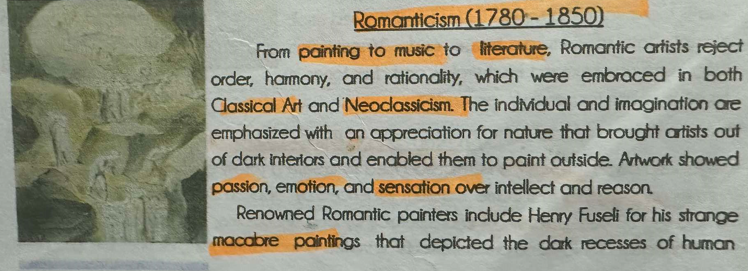 Romanticism (1780 - 1850)
From painting to music to literature, Romantic artists reject
order, harmony, and rationality, which were embraced in both
Classical Art and Neoclassicism. The individual and imagination are
emphasized with an appreciation for nature that brought artists out
of dark interiors and enabled them to paint outside. Artwork showed
passion, emotion, and sensation over intellect and reason.
Renowned Romantic painters include Henry Fuseli for his strange
macabre paintings that depicted the dark recesses of human